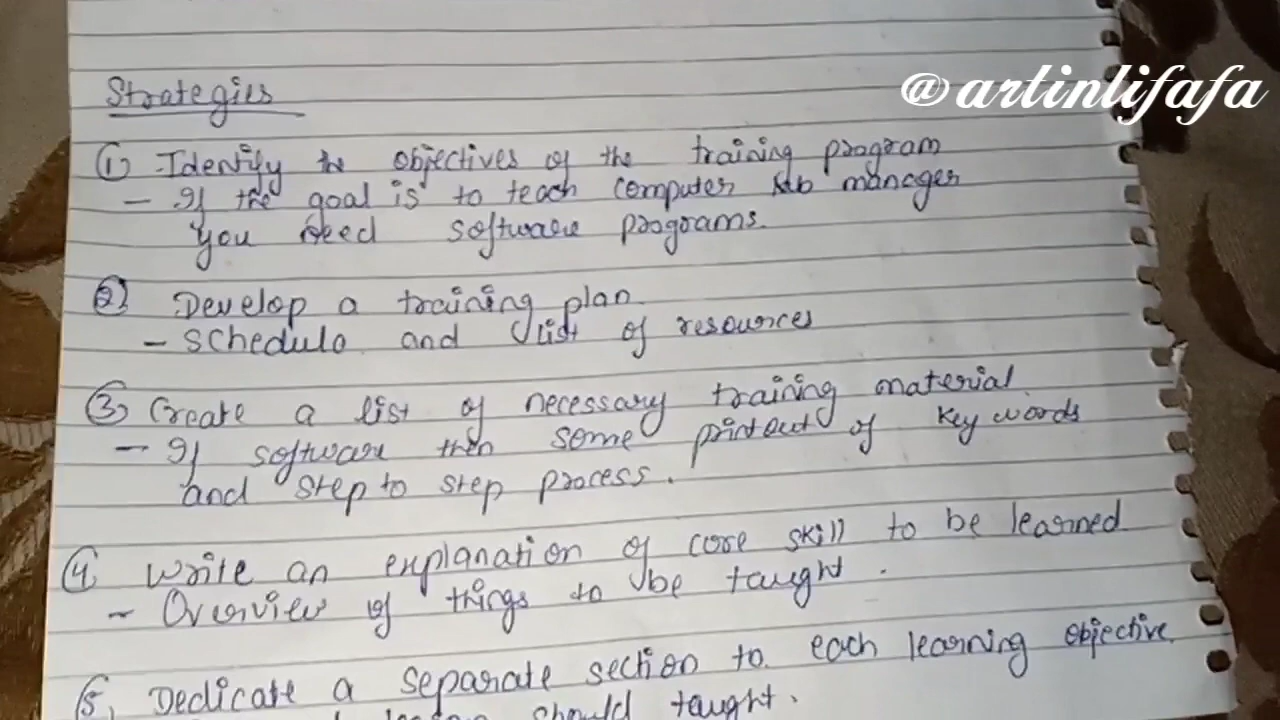 Strategies
@artinlifafa
① Identify the objectives of the training program
- If the goal is to teach computer lab manager
you need software programs.
② Develop a training plan
- Schedule and list of resources
③ Create a list of necessary training material
- If software then some printout of key words
and step to step process.
④ Write an explanation of core skill to be learned
- Overview of things to be taught.
⑤ Dedicate a separate section to each learning objective
should taught.